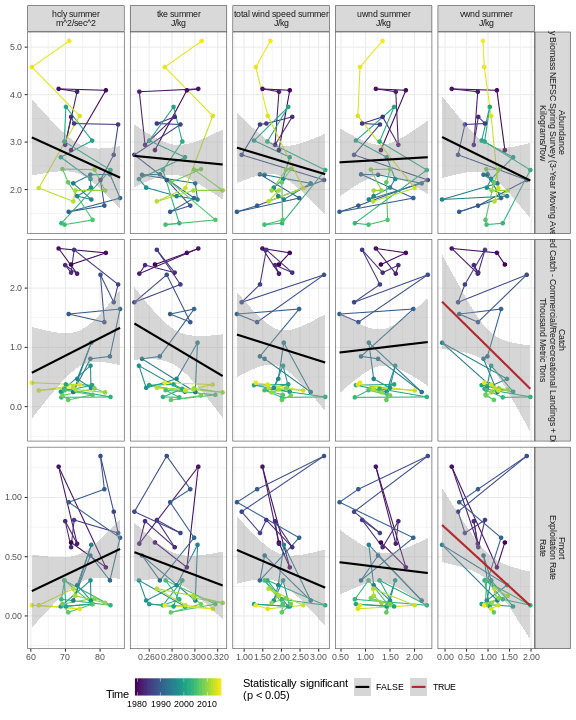 hcly summer
m^2/sec^2
tke summer
J/kg
total wind speed summer
J/kg
uwnd summer
J/kg
vwnd summer
J/kg
5.0
4.0
3.0
2.0
Abundance
Biomass NEFSC Spring Survey (3-Year Moving
Kilograms/tow
2.0
1.0
0.0
Catch
Catch - Commercial/Recreational Landings +
Thousand Metric Tons
1.00
0.50
0.00
Fmort
Exploitation Rate
Rate
60 70 80
0.260 0.280 0.300 0.320
1.00 1.50 2.00 2.50 3.00
0.50 1.00 1.50 2.00
0.00 0.50 1.00 1.50 2.00
Time
1980 1990 2000 2010
Statistically significant
(p < 0.05)
FALSE
TRUE